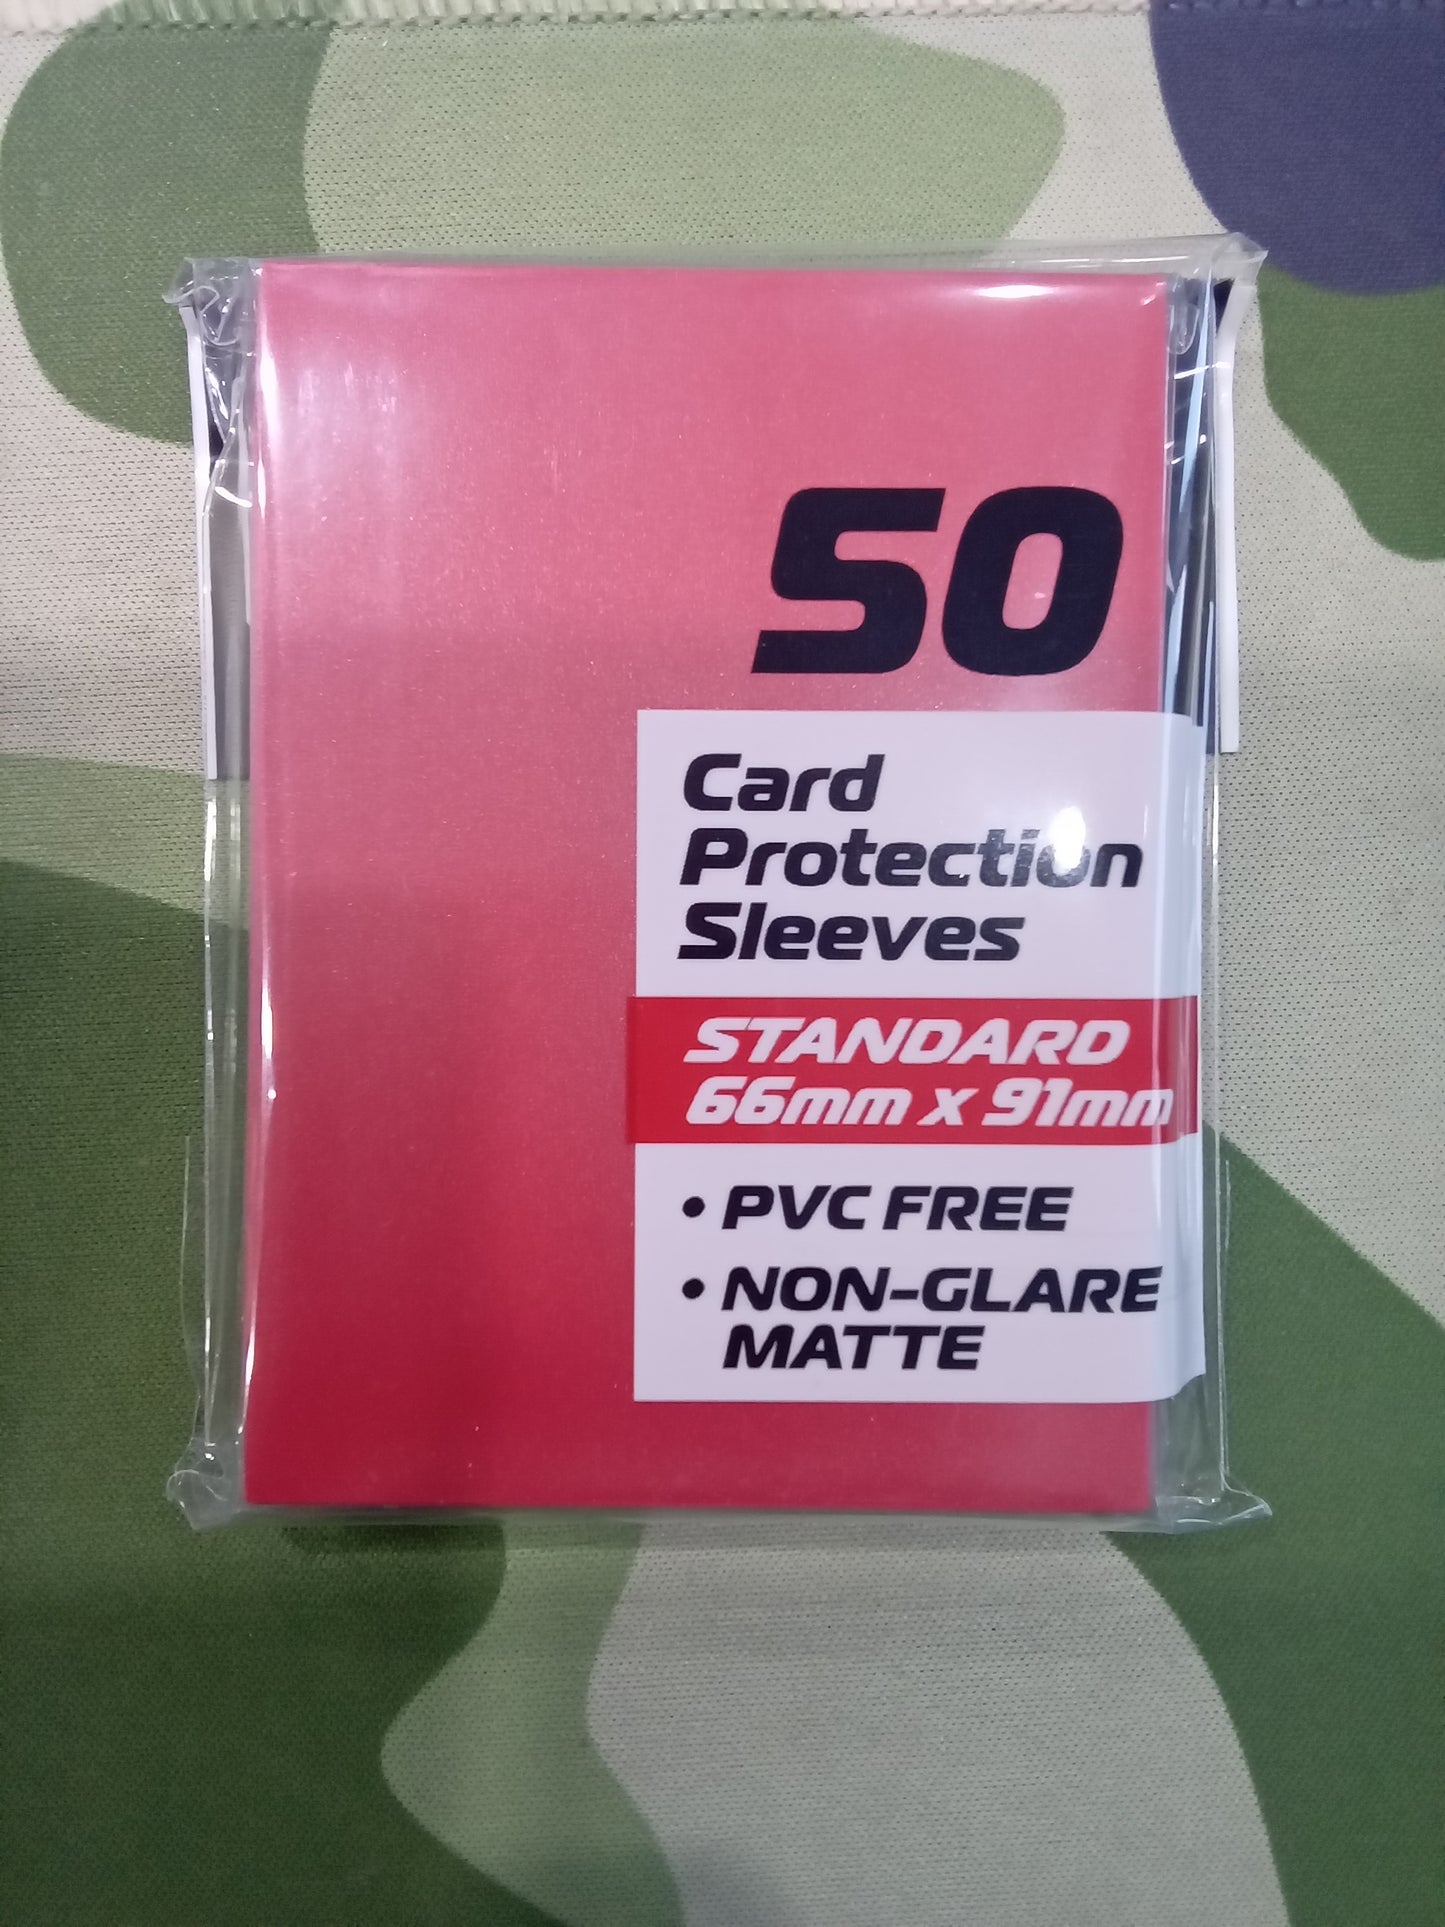 50
Card
Protection
Sleeves
STANDARD
66mm x 91mm
• PVC FREE
• NON-GLARE
MATTE